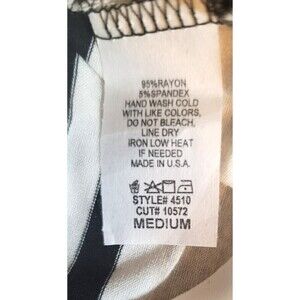 95%RAYON
5%SPANDEX
HAND WASH COLD
WITH LIKE COLORS,
DO NOT BLEACH,
LINE DRY
IRON LOW HEAT
IF NEEDED
MADE IN U.S.A.
STYLE# 4510
CUT# 10572
MEDIUM